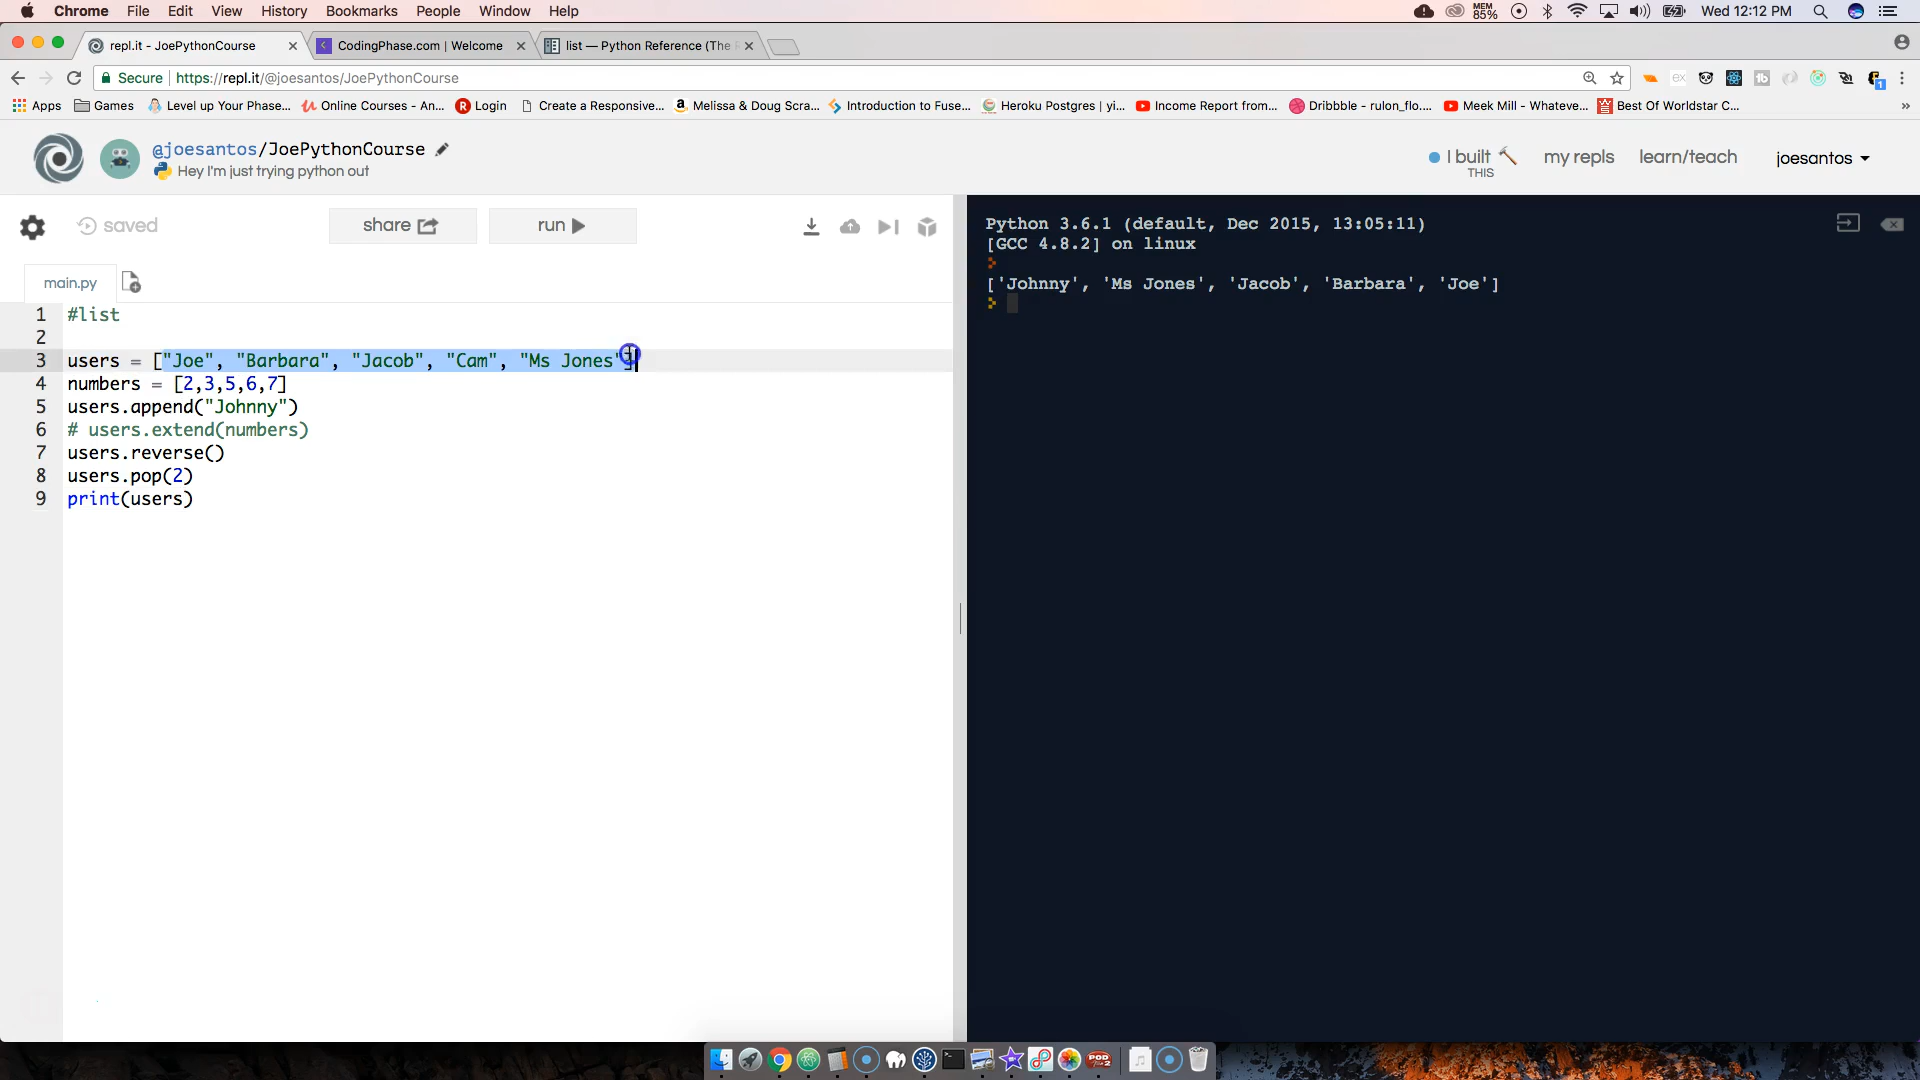 Chrome File Edit View History Bookmarks People Window Help MEM 85% Wed 12:12 PM
repl.it - JoePythonCourse CodingPhase.com | Welcome list — Python Reference (The
Secure https://repl.it/@joesantos/JoePythonCourse
Apps Games Level up Your Phase... Online Courses - An... Login Create a Responsive... Melissa & Doug Scra... Introduction to Fuse... Heroku Postgres | yi... Income Report from... Dribbble - rulon_flo.... Meek Mill - Whateve... Best Of Worldstar C... »
@joesantos/JoePythonCourse
Hey I'm just trying python out
I built
THIS
my repls learn/teach joesantos
saved share run
main.py
1 #list
2
3 users = ["Joe", "Barbara", "Jacob", "Cam", "Ms Jones"]
4 numbers = [2,3,5,6,7]
5 users.append("Johnny")
6 # users.extend(numbers)
7 users.reverse()
8 users.pop(2)
9 print(users)
Python 3.6.1 (default, Dec 2015, 13:05:11)
[GCC 4.8.2] on linux
['Johnny', 'Ms Jones', 'Jacob', 'Barbara', 'Joe']